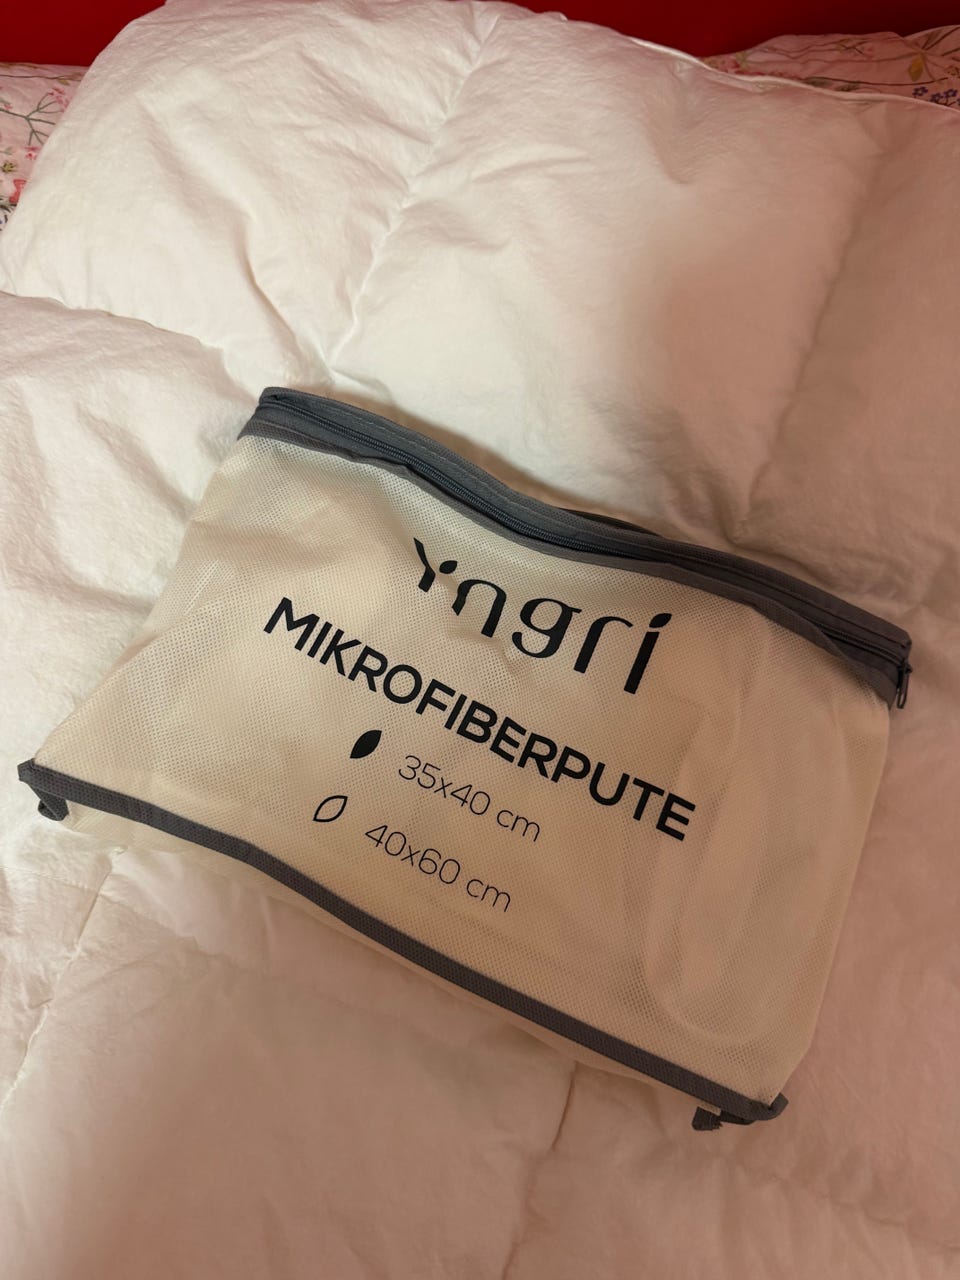 Yngri
MIKROFIBERPUTE
35x40 cm
40x60 cm